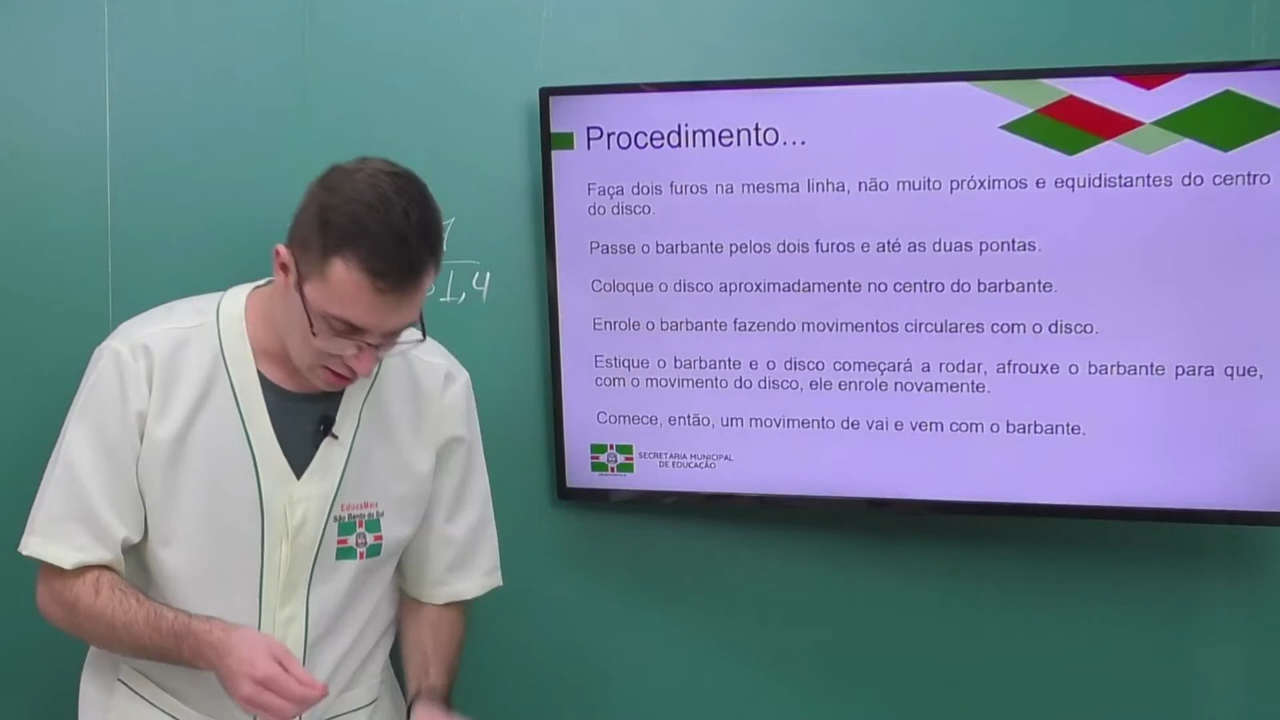 Procedimento...
Faça dois furos na mesma linha, não muito próximos e equidistantes do centro
do disco.
Passe o barbante pelos dois furos e até as duas pontas.
Coloque o disco aproximadamente no centro do barbante.
Enrole o barbante fazendo movimentos circulares com o disco.
Estique o barbante e o disco começará a rodar, afrouxe o barbante para que,
com o movimento do disco, ele enrole novamente.
Comece, então, um movimento de vai e vem com o barbante.
SECRETARIA MUNICIPAL
DE EDUCAÇÃO
1,4
EducaMais
São Bento do Sul